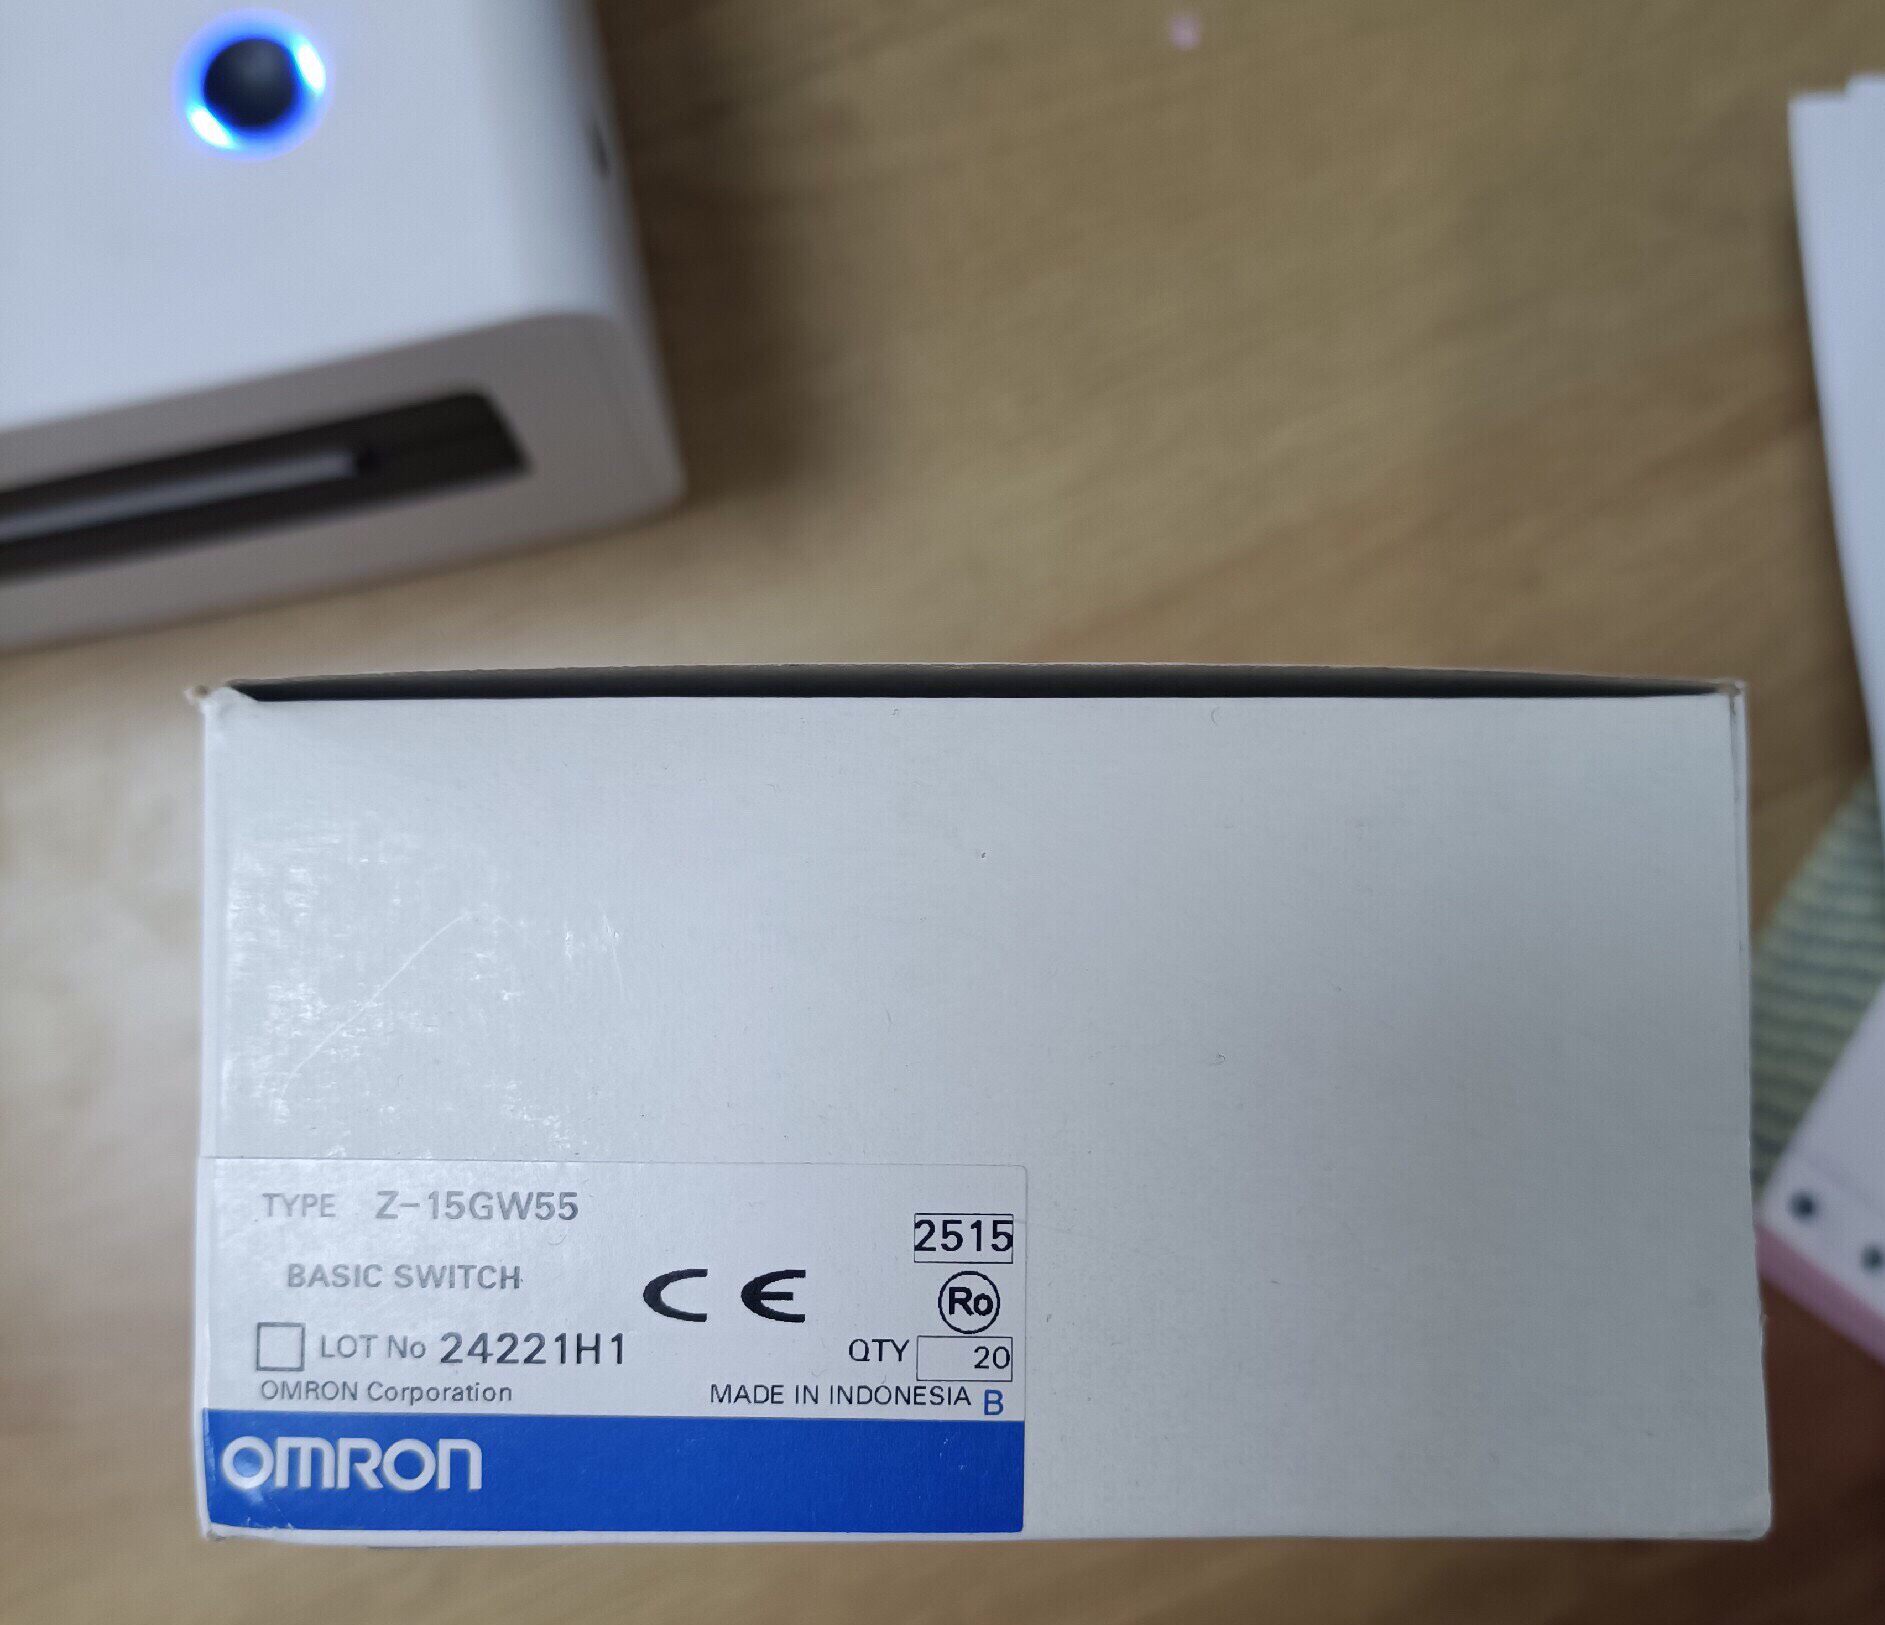 TYPE Z-15GW55
2515
BASIC SWITCH
CE
Ro
LOT No 24221H1
QTY 20
OMRON Corporation
MADE IN INDONESIA B
OMRON